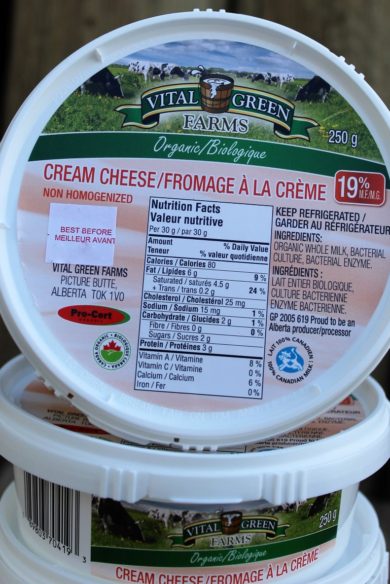 VITAL GREEN
FARMS
250 g
Organic/Biologique
CREAM CHEESE/FROMAGE À LA CRÈME
19% M.F./M.G.
NON HOMOGENIZED
BEST BEFORE
MEILLEUR AVANT
VITAL GREEN FARMS
PICTURE BUTTE,
ALBERTA TOK 1VO
Pro-Cert
CANADA
Nutrition Facts
Valeur nutritive
Per 30 g / par 30 g
Amount % Daily Value
Teneur % valeur quotidienne
Calories / Calories 80
Fat / Lipides 6 g 9 %
Saturated / saturés 4.5 g
+ Trans / trans 0.2 g 24 %
Cholesterol / Cholestérol 25 mg
Sodium / Sodium 15 mg 1 %
Carbohydrate / Glucides 2 g 1 %
Fibre / Fibres 0 g 0 %
Sugars / Sucres 2 g
Protein / Protéines 3 g
Vitamin A / Vitamine 8 %
Vitamin C / Vitamine 0 %
Calcium / Calcium 6 %
Iron / Fer 0%
KEEP REFRIGERATED /
GARDER AU RÉFRIGÉRATEUR
INGREDIENTS:
ORGANIC WHOLE MILK, BACTERIAL
CULTURE, BACTERIAL ENZYME.
INGRÉDIENTS :
LAIT ENTIER BIOLOGIQUE,
CULTURE BACTERIENNE
ENZYME BACTERIENNE.
GP 2005 619 Proud to be an
Alberta producer/processor
LAIT 100% CANADIEN
100% CANADIAN MILK
VITAL GREEN
FARMS
250 g
Organic/Biologique
CREAM CHEESE/FROMAGE À LA CRÈME